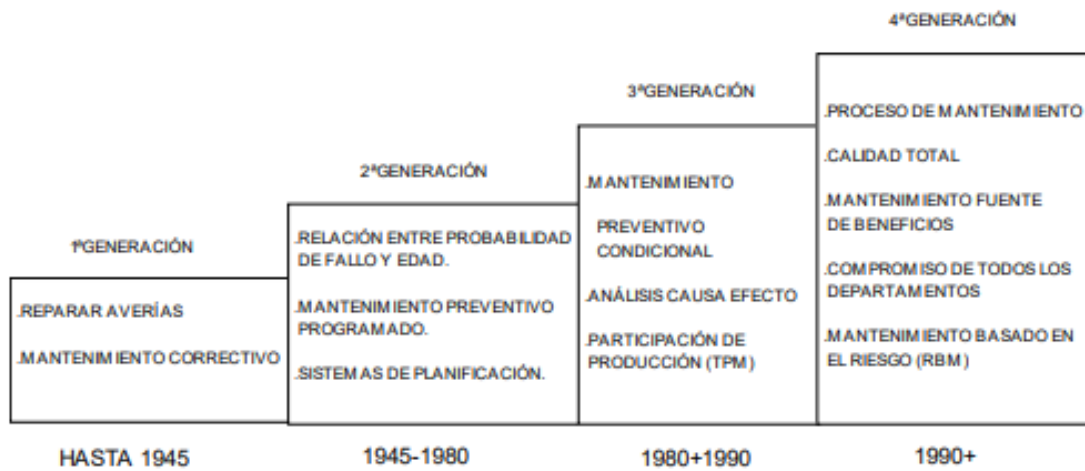 1ªGENERACIÓN
.REPARAR AVERÍAS
.MANTENIMIENTO CORRECTIVO
HASTA 1945
2ªGENERACIÓN
.RELACIÓN ENTRE PROBABILIDAD
DE FALLO Y EDAD.
.MANTENIMIENTO PREVENTIVO
PROGRAMADO.
.SISTEMAS DE PLANIFICACIÓN.
1945-1980
3ªGENERACIÓN
.MANTENIMIENTO
PREVENTIVO
CONDICIONAL
.ANÁLISIS CAUSA EFECTO
.PARTICIPACIÓN DE
PRODUCCIÓN (TPM)
1980+1990
4ªGENERACIÓN
.PROCESO DE MANTENIMIENTO
.CALIDAD TOTAL
.MANTENIMIENTO FUENTE
DE BENEFICIOS
.COMPROMISO DE TODOS LOS
DEPARTAMENTOS
.MANTENIMIENTO BASADO EN
EL RIESGO (RBM)
1990+